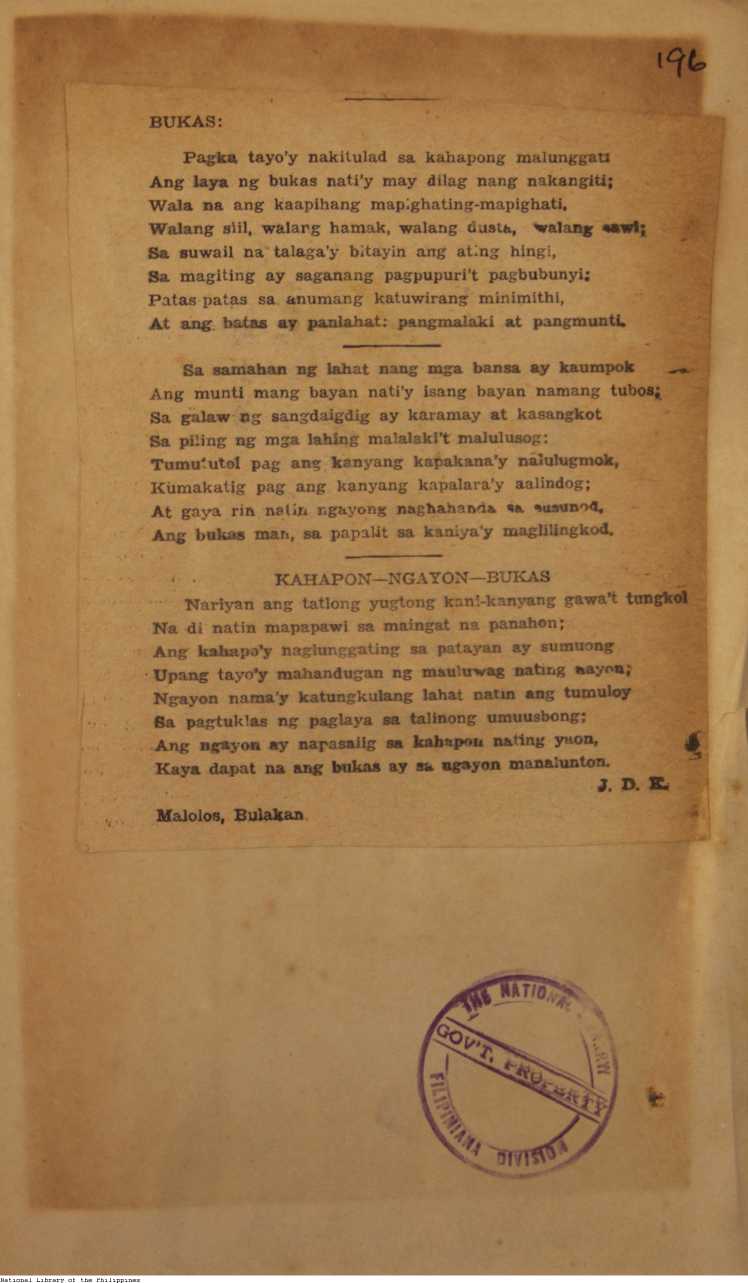 196
BUKAS:
Pagka tayo'y nakitulad sa kahapong malunggati
Ang laya ng bukas nati'y may dilag nang nakangiti;
Wala na ang kaapihang mapighating-mapighati,
Walang siil, walang hamak, walang dusta, walang sawi;
Sa suwail na talaga'y bitayin ang ating hingi,
Sa magiting ay saganang pagpupuri't pagbubunyi;
Patas-patas sa anumang katuwirang minimithi,
At ang batas ay panlahat: pangmalaki at pangmunti.
Sa samahan ng lahat nang mga bansa ay kaumpok
Ang munti mang bayan nati'y isang bayan namang tubos;
Sa galaw ng sangdaigdig ay karamay at kasangkot
Sa piling ng mga lahing malalaki't malulusog:
Tumututol pag ang kanyang kapakana'y nalulugmok,
Kumakatig pag ang kanyang kapalara'y aalindog;
At gaya rin natin ngayong naghahanda sa susunod,
Ang bukas man, sa papalit sa kaniya'y maglilingkod.
KAHAPON—NGAYON—BUKAS
Nariyan ang tatlong yugtong kani-kanyang gawa't tungkol
Na di natin mapapawi sa maingat na panahon;
Ang kahapo'y naglunggating sa patayan ay sumuong
Upang tayo'y mahandugan ng mauluwag nating nayon;
Ngayon nama'y katungkulang lahat natin ang tumuloy
Sa pagtuklas ng paglaya sa talinong umuusbong;
Ang ngayon ay napasalig sa kahapon nating yaon,
Kaya dapat na ang bukas ay sa ngayon manalunton.
J. D. K.
Malolos, Bulakan.
THE NATIONAL
GOV'T. PROPERTY
FILIPINIANA DIVISION
National Library of the Philippines